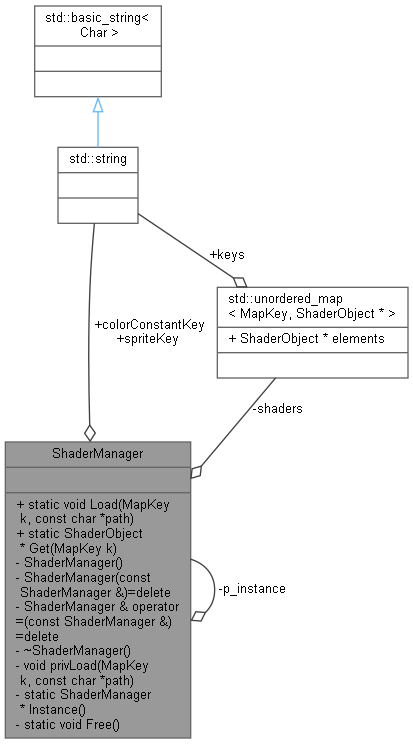 std::basic_string<
Char >
std::string
+keys
std::unordered_map
< MapKey, ShaderObject * >
+ ShaderObject * elements
+colorConstantKey
+spriteKey
-shaders
ShaderManager
+ static void Load(MapKey
k, const char *path)
+ static ShaderObject
* Get(MapKey k)
- ShaderManager()
- ShaderManager(const
ShaderManager &)=delete
- ShaderManager & operator
=(const ShaderManager &)
=delete
- ~ShaderManager()
- void privLoad(MapKey
k, const char *path)
- static ShaderManager
* Instance()
- static void Free()
-p_instance